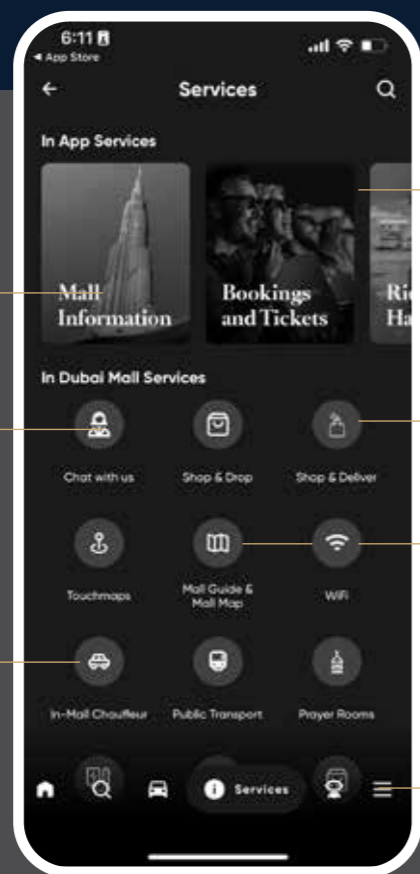 6:11
◀ App Store
Services
In App Services
Mall
Information
Bookings
and Tickets
In Dubai Mall Services
Chat with us
Shop & Drop
Shop & Deliver
Touchmaps
Mall Guide &
Mall Map
WiFi
In-Mall Chauffeur
Public Transport
Prayer Rooms
Services